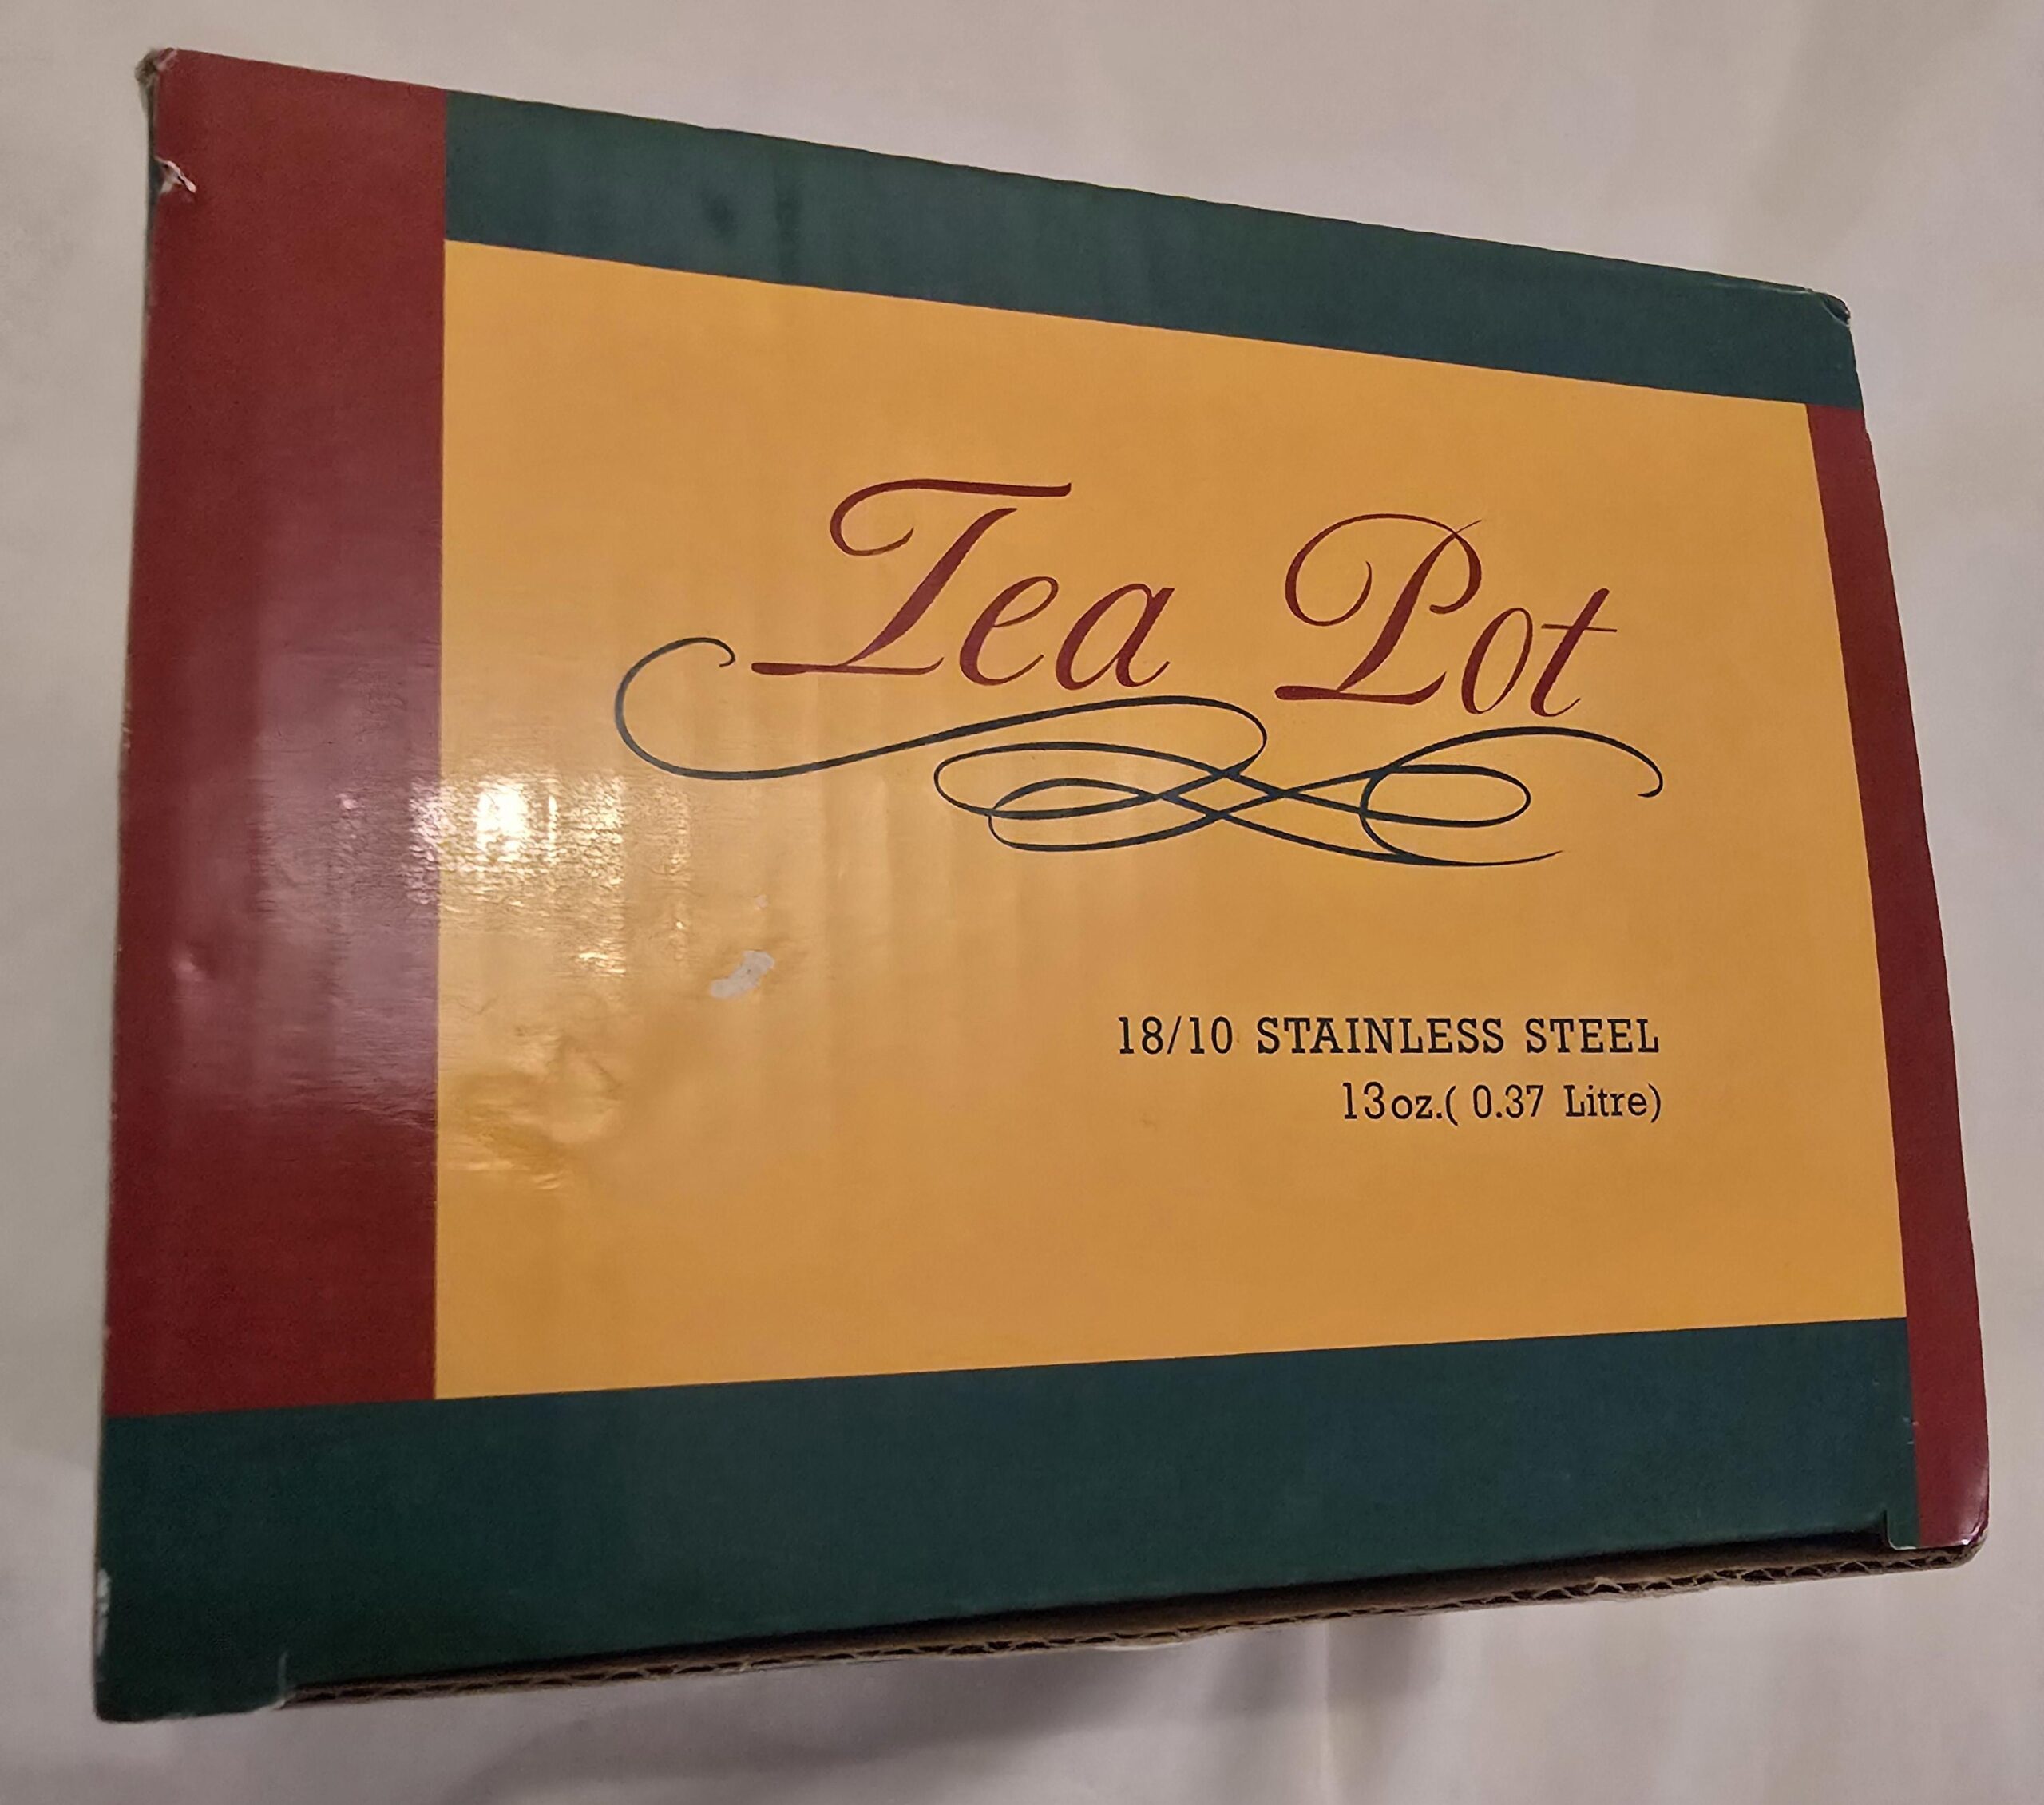 Tea Pot
18/10 STAINLESS STEEL
13oz.( 0.37 Litre)